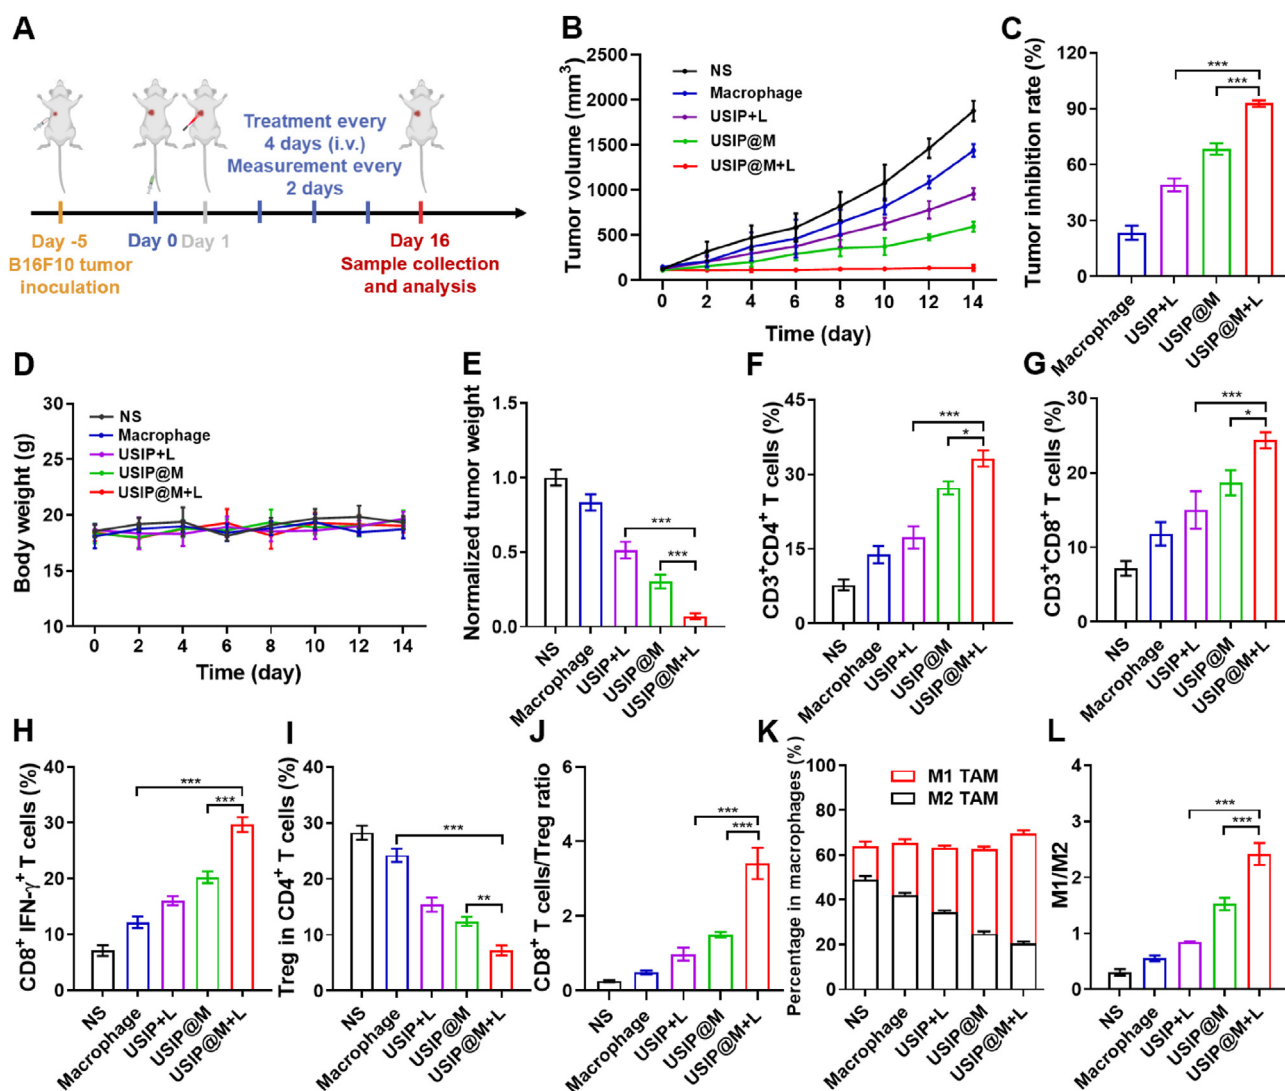 A
Treatment every
4 days (i.v.)
Measurement every
2 days
Day -5
Day 0
Day 1
Day 16
B16F10 tumor
inoculation
Sample collection
and analysis
B
Tumor volume (mm³)
2500
2000
1500
1000
500
0
NS
Macrophage
USIP+L
USIP@M
USIP@M+L
0 2 4 6 8 10 12 14
Time (day)
C
Tumor inhibition rate (%)
120
90
60
30
0
***
***
Macrophage
USIP+L
USIP@M
USIP@M+L
D
Body weight (g)
30
25
20
15
10
NS
Macrophage
USIP+L
USIP@M
USIP@M+L
0 2 4 6 8 10 12 14
Time (day)
E
Normalized tumor weight
1.5
1.0
0.5
0.0
***
***
NS
Macrophage
USIP+L
USIP@M
USIP@M+L
F
CD3⁺CD4⁺ T cells (%)
45
30
15
0
***
*
NS
Macrophage
USIP+L
USIP@M
USIP@M+L
G
CD3⁺CD8⁺ T cells (%)
30
20
10
0
***
*
NS
Macrophage
USIP+L
USIP@M
USIP@M+L
H
CD8⁺ IFN-γ⁺ T cells (%)
40
30
20
10
0
***
***
NS
Macrophage
USIP+L
USIP@M
USIP@M+L
I
Treg in CD4⁺ T cells (%)
40
30
20
10
0
***
**
NS
Macrophage
USIP+L
USIP@M
USIP@M+L
J
CD8⁺ T cells/Treg ratio
6
4
2
0
***
***
NS
Macrophage
USIP+L
USIP@M
USIP@M+L
K
Percentage in macrophages (%)
100
80
60
40
20
0
M1 TAM
M2 TAM
NS
Macrophage
USIP+L
USIP@M
USIP@M+L
L
M1/M2
4
3
2
1
0
***
***
NS
Macrophage
USIP+L
USIP@M
USIP@M+L